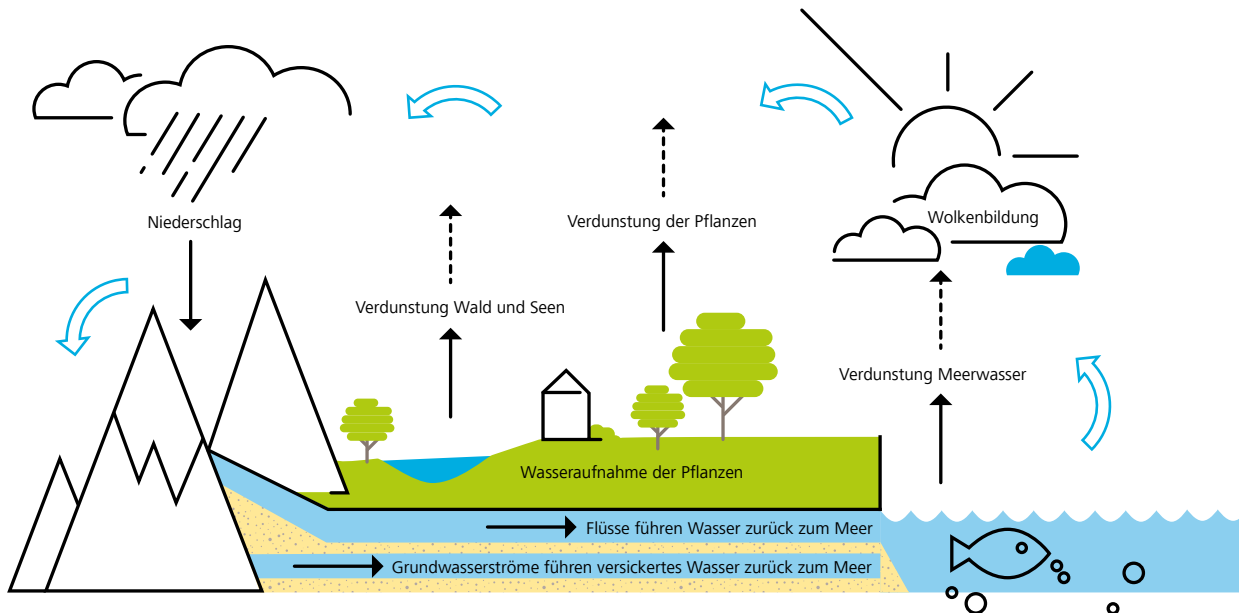 Niederschlag
Verdunstung der Pflanzen
Wolkenbildung
Verdunstung Wald und Seen
Verdunstung Meerwasser
Wasseraufnahme der Pflanzen
Flüsse führen Wasser zurück zum Meer
Grundwasserströme führen versickertes Wasser zurück zum Meer